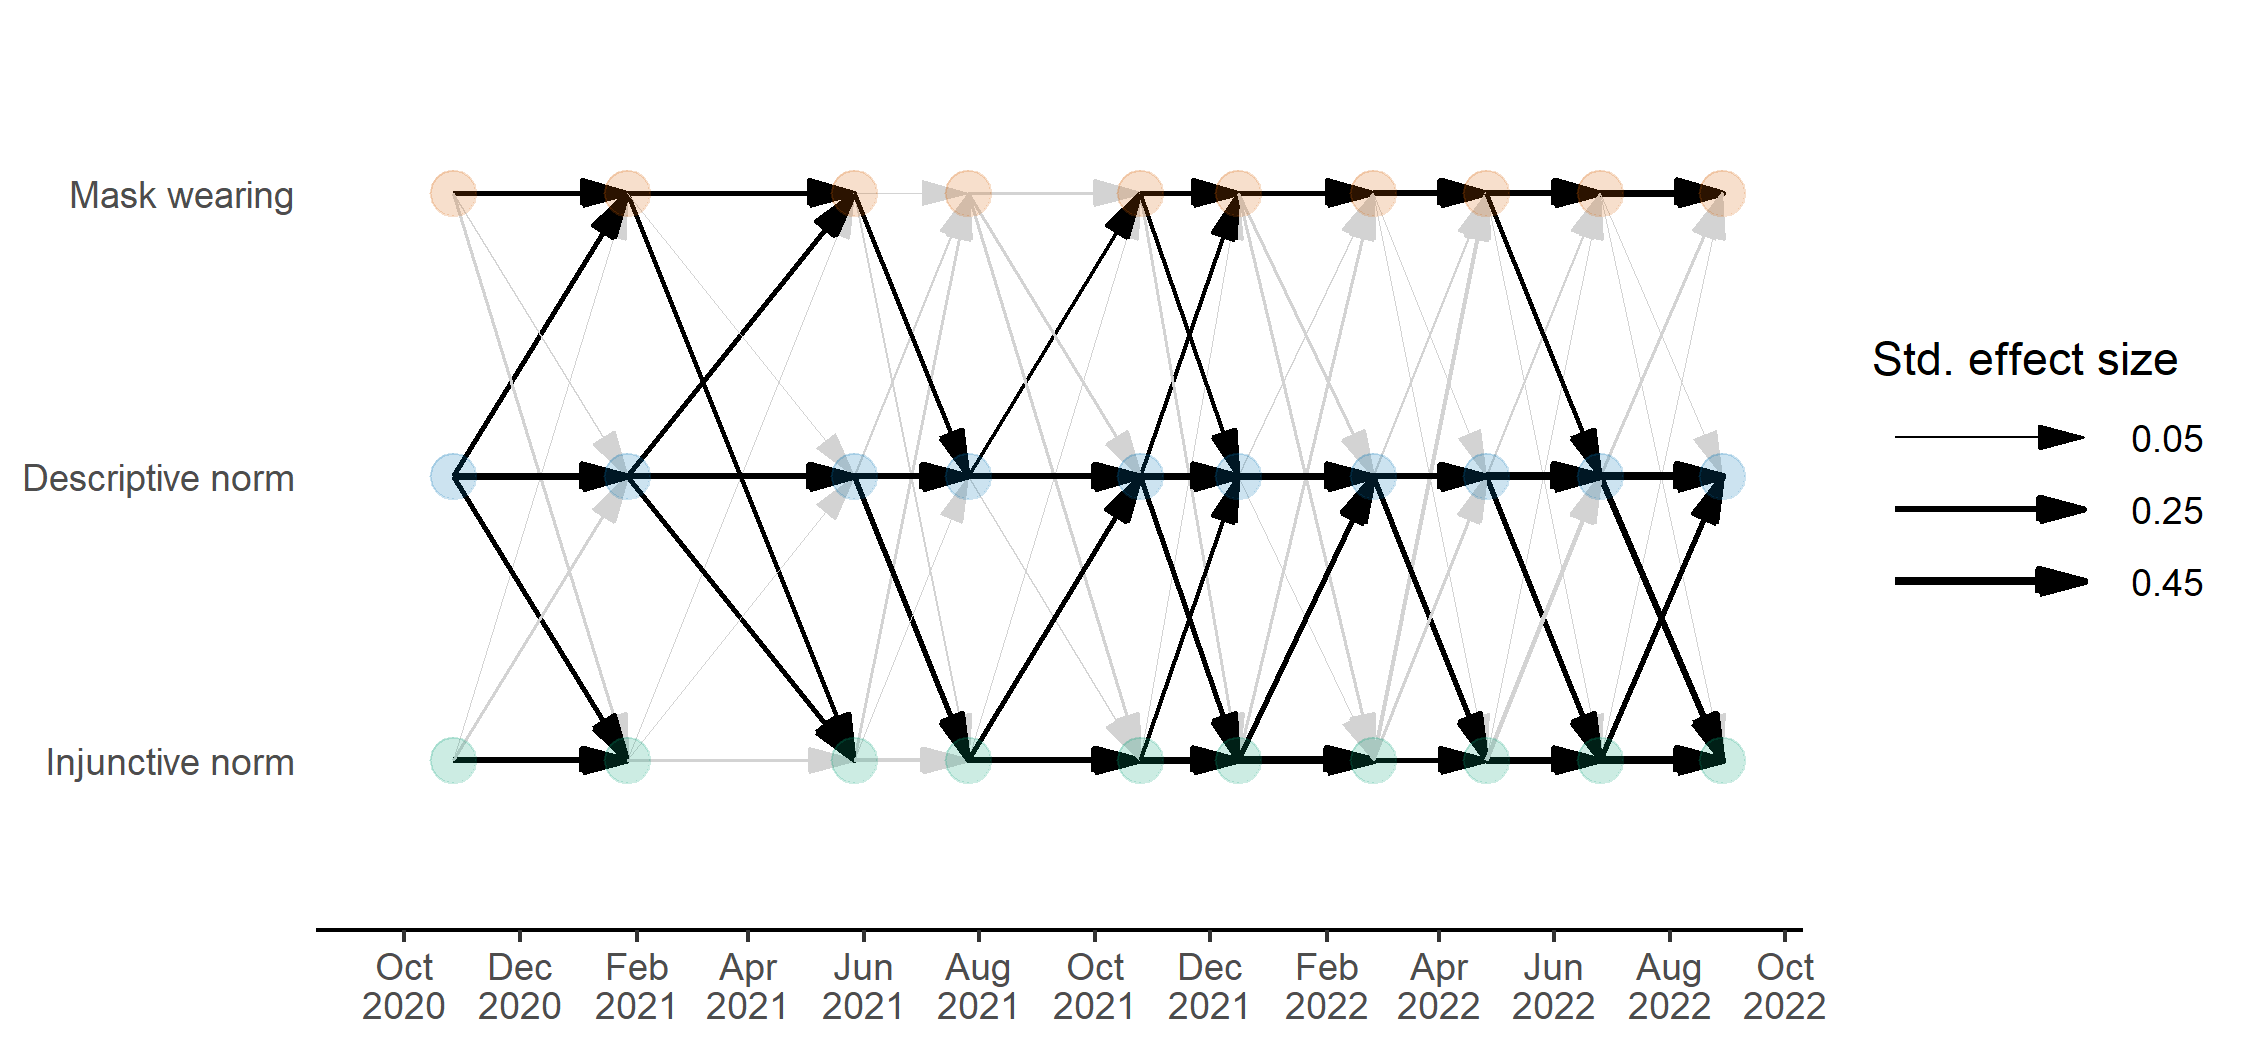 Mask wearing
Descriptive norm
Injunctive norm
Std. effect size
0.05
0.25
0.45
Oct Dec Feb Apr Jun Aug Oct Dec Feb Apr Jun Aug Oct
2020 2020 2021 2021 2021 2021 2021 2021 2022 2022 2022 2022 2022